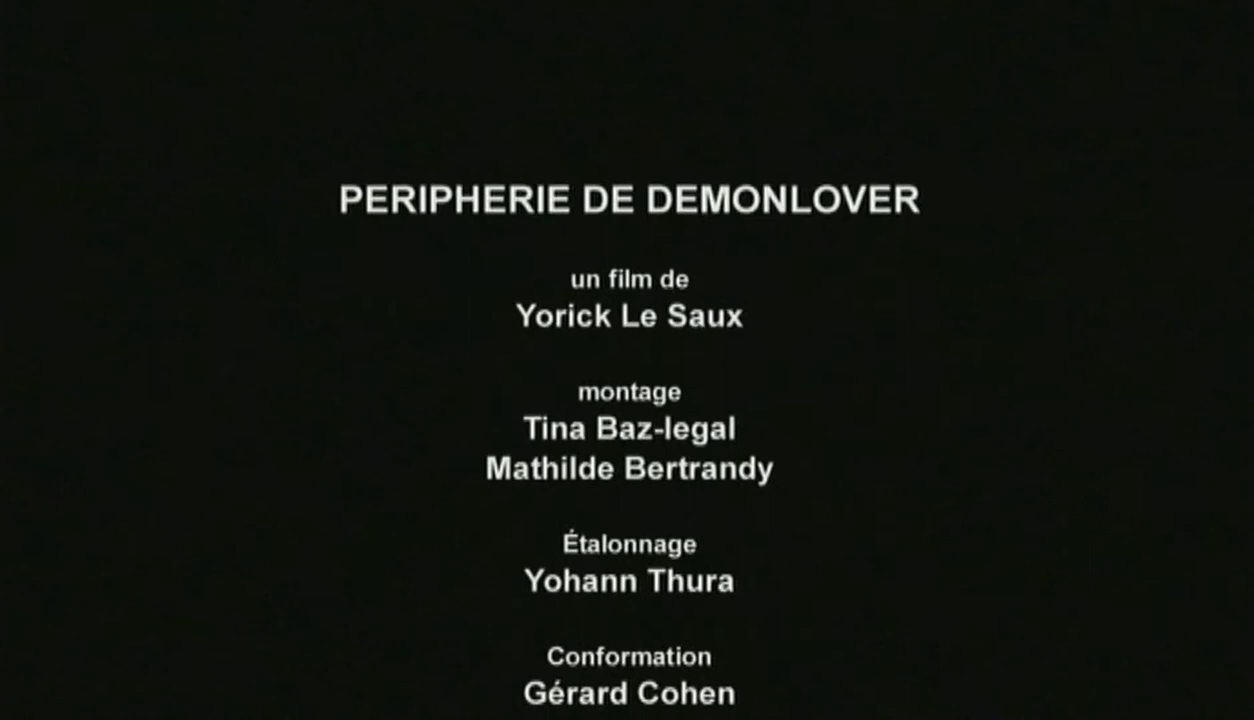 PERIPHERIE DE DEMONLOVER
un film de
Yorick Le Saux
montage
Tina Baz-legal
Mathilde Bertrandy
Étalonnage
Yohann Thura
Conformation
Gérard Cohen